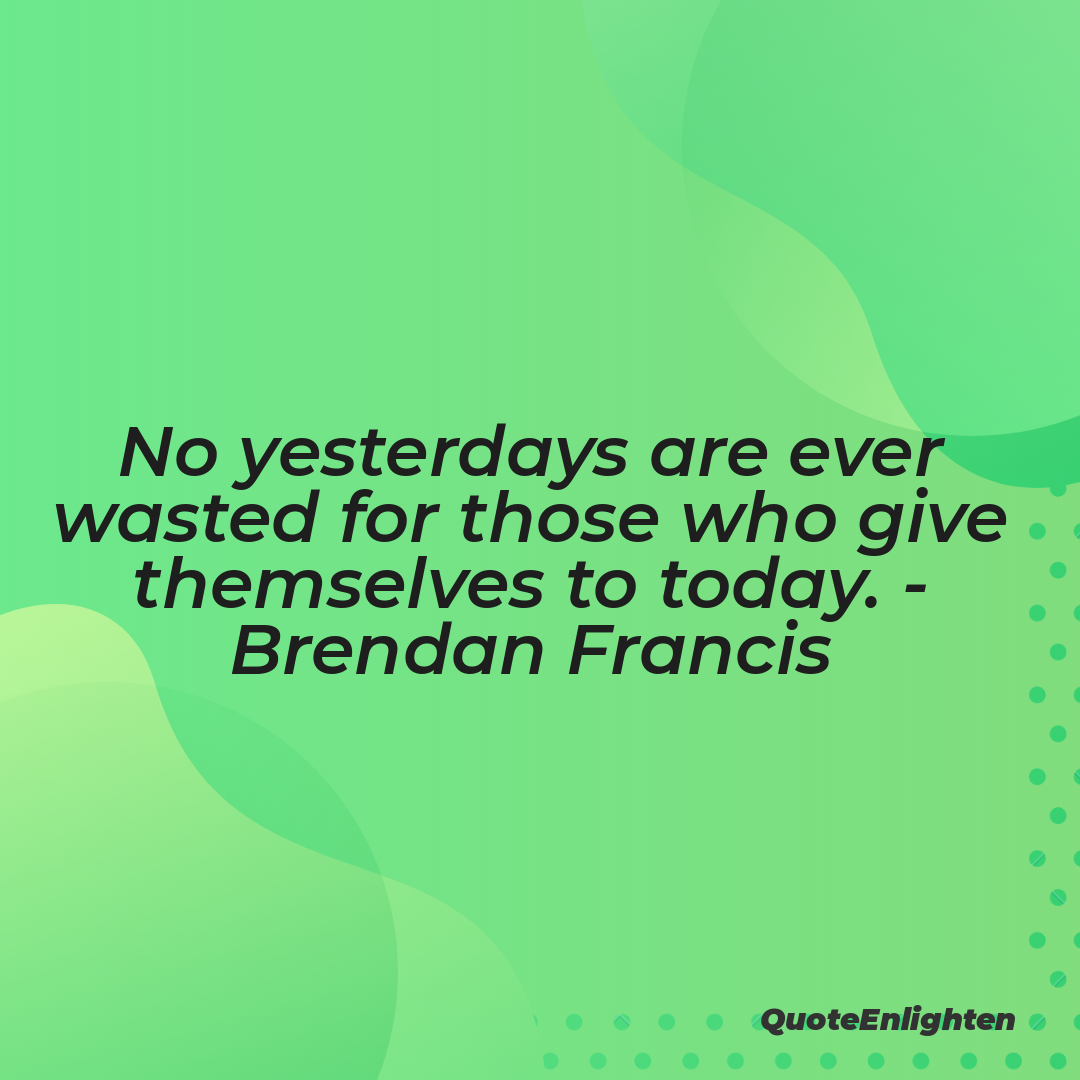 No yesterdays are ever
wasted for those who give
themselves to today. -
Brendan Francis
QuoteEnlighten